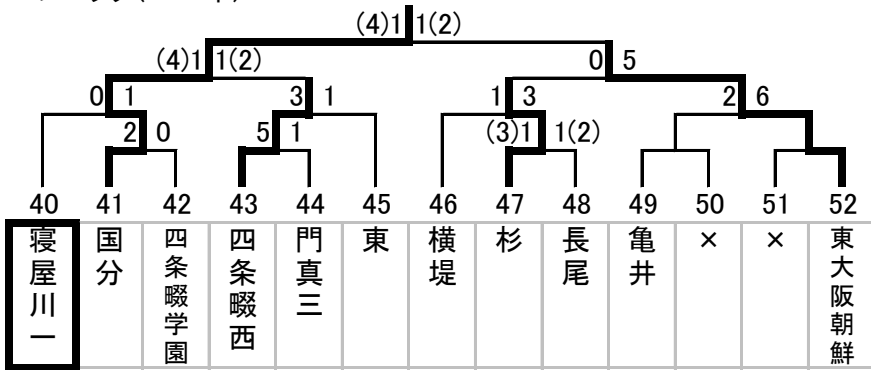 (4)1 1(2)
(4)1 1(2) 0 5
0 1 3 1 1 3 2 6
2 0 5 1 (3)1 1(2)
40 41 42 43 44 45 46 47 48 49 50 51 52
寝屋川一
国分
四条畷学園
四条畷西
門真三
東
横堤
杉
長尾
亀井
×
×
東大阪朝鮮